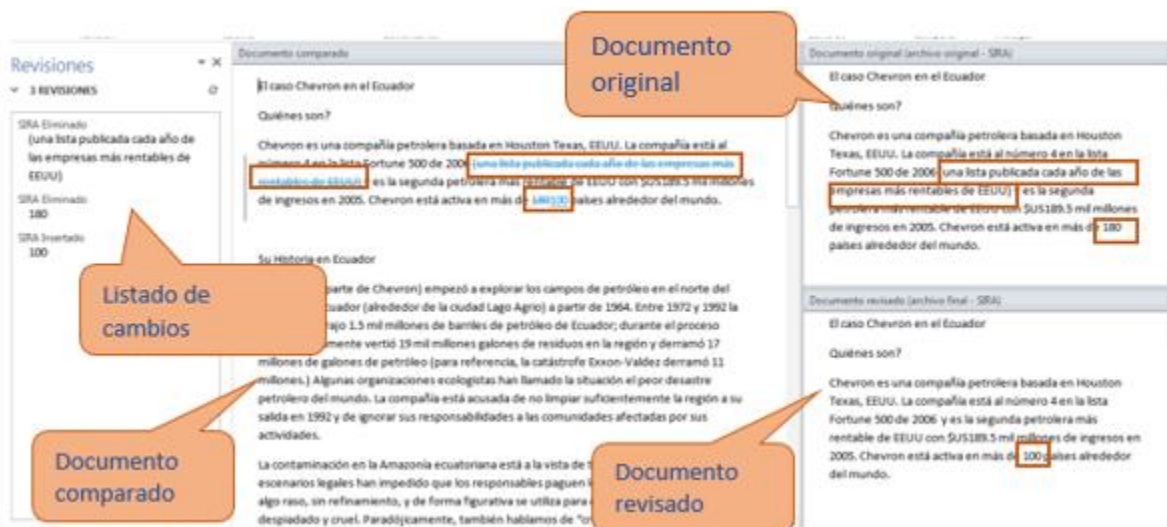 Revisiones
3 REVISIONES
SIRA Eliminado
(una lista publicada cada año de
las empresas más rentables de
EEUU)
SIRA Eliminado
180
SIRA Insertado
100
Listado de
cambios
Documento comparado
El caso Chevron en el Ecuador
Quiénes son?
Chevron es una compañía petrolera basada en Houston Texas, EEUU. La compañía está al
número 4 en la lista Fortune 500 de 2006 (una lista publicada cada año de las empresas más
rentables de EEUU) y es la segunda petrolera más rentable de EEUU con $US189.5 mil millones
de ingresos en 2005. Chevron está activa en más de 180100 países alrededor del mundo.
Su Historia en Ecuador
parte de Chevron) empezó a explorar los campos de petróleo en el norte del
(alrededor de la ciudad Lago Agrio) a partir de 1964. Entre 1972 y 1992 la
1.5 mil millones de barriles de petróleo de Ecuador; durante el proceso
vertió 19 mil millones galones de residuos en la región y derramó 17
millones de galones de petróleo (para referencia, la catástrofe Exxon-Valdez derramó 11
millones.) Algunas organizaciones ecologistas han llamado la situación el peor desastre
petrolero del mundo. La compañía está acusada de no limpiar suficientemente la región a su
salida en 1992 y de ignorar sus responsabilidades a las comunidades afectadas por sus
actividades.
La contaminación en la Amazonía ecuatoriana está a la vista de
escenarios legales han impedido que los responsables paguen
algo raso, sin refinamiento, y de forma figurativa se utiliza para
despiadado y cruel. Paradójicamente, también hablamos de
Documento
comparado
Documento
original
Documento original (archivo original - SIRA)
El caso Chevron en el Ecuador
Quiénes son?
Chevron es una compañía petrolera basada en Houston
Texas, EEUU. La compañía está al número 4 en la lista
Fortune 500 de 2006 (una lista publicada cada año de las
empresas más rentables de EEUU) y es la segunda
petrolera más rentable de EEUU con $US189.5 mil millones
de ingresos en 2005. Chevron está activa en más de 180
países alrededor del mundo.
Documento revisado (archivo final - SIRA)
El caso Chevron en el Ecuador
Quiénes son?
Chevron es una compañía petrolera basada en Houston
Texas, EEUU. La compañía está al número 4 en la lista
Fortune 500 de 2006 y es la segunda petrolera más
rentable de EEUU con $US189.5 mil millones de ingresos en
2005. Chevron está activa en más de 100 países alrededor
del mundo.
Documento
revisado